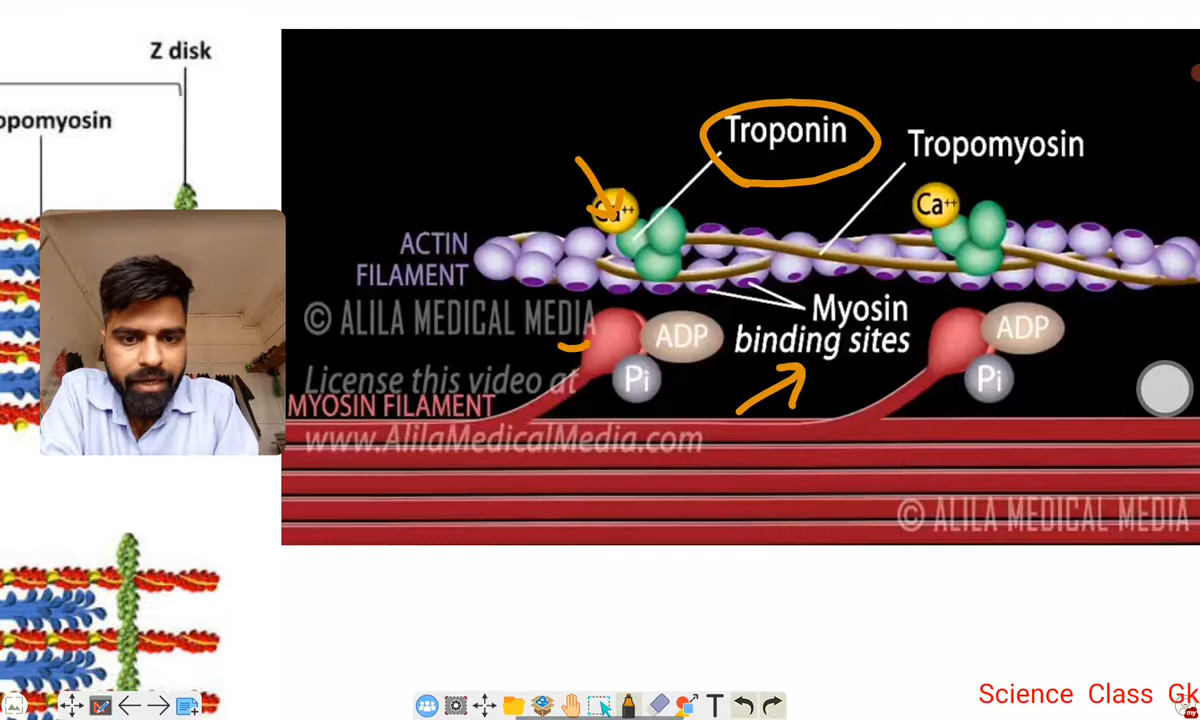 Z disk
opomyosin
Troponin
Tropomyosin
Ca++
Ca++
ACTIN
FILAMENT
© ALILA MEDICAL MEDIA
Myosin
binding sites
ADP
ADP
Pi
Pi
License this video at
MYOSIN FILAMENT
www.AlilaMedicalMedia.com
© ALILA MEDICAL MEDIA
Science Class Gk